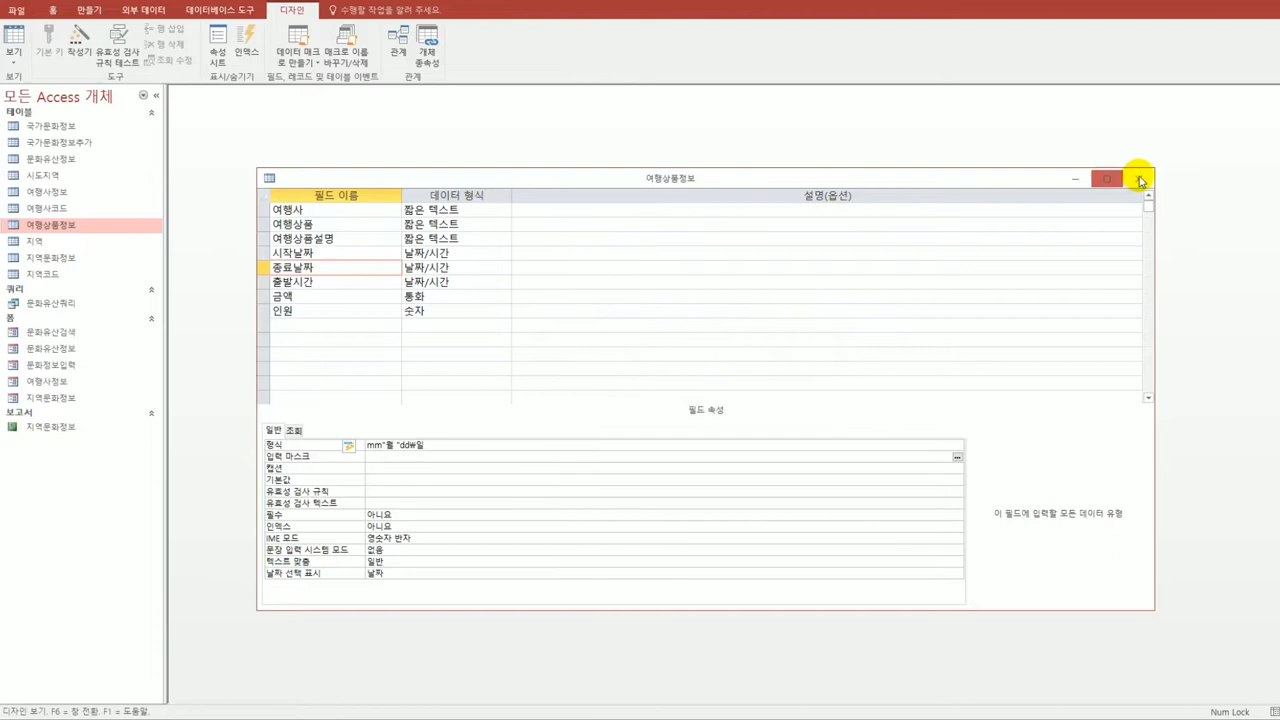 파일 홈 만들기 외부 데이터 데이터베이스 도구 디자인 수행할 작업을 알려 주세요.
보기 기본 키 작성기 유효성 검사 규칙 테스트 행 삽입 행 삭제 조회 수정 속성 시트 인덱스 데이터 매크로 만들기 매크로 이름 바꾸기/삭제 관계 개체 종속성
보기 도구 표시/숨기기 필드, 레코드 및 테이블 이벤트 관계
모든 Access 개체
테이블
국가문화정보
국가문화정보추가
문화유산정보
시도지역
여행사정보
여행사코드
여행상품정보
지역
지역문화정보
지역코드
쿼리
문화유산쿼리
폼
문화유산검색
문화유산정보
문화정보입력
여행사정보
지역문화정보
보고서
지역문화정보
여행상품정보
필드 이름 데이터 형식 설명(옵션)
여행사 짧은 텍스트
여행상품 짧은 텍스트
여행상품설명 짧은 텍스트
시작날짜 날짜/시간
종료날짜 날짜/시간
출발시간 날짜/시간
금액 통화
인원 숫자
필드 속성
일반 조회
형식 mm"월 "dd₩일
입력 마스크
캡션
기본값
유효성 검사 규칙
유효성 검사 텍스트
필수 아니요
인덱스 아니요
IME 모드 영숫자 반자
문장 입력 시스템 모드 없음
텍스트 맞춤 일반
날짜 선택 표시 날짜
이 필드에 입력할 모든 데이터 유형
디자인 보기. F6 = 창 전환. F1 = 도움말. Num Lock